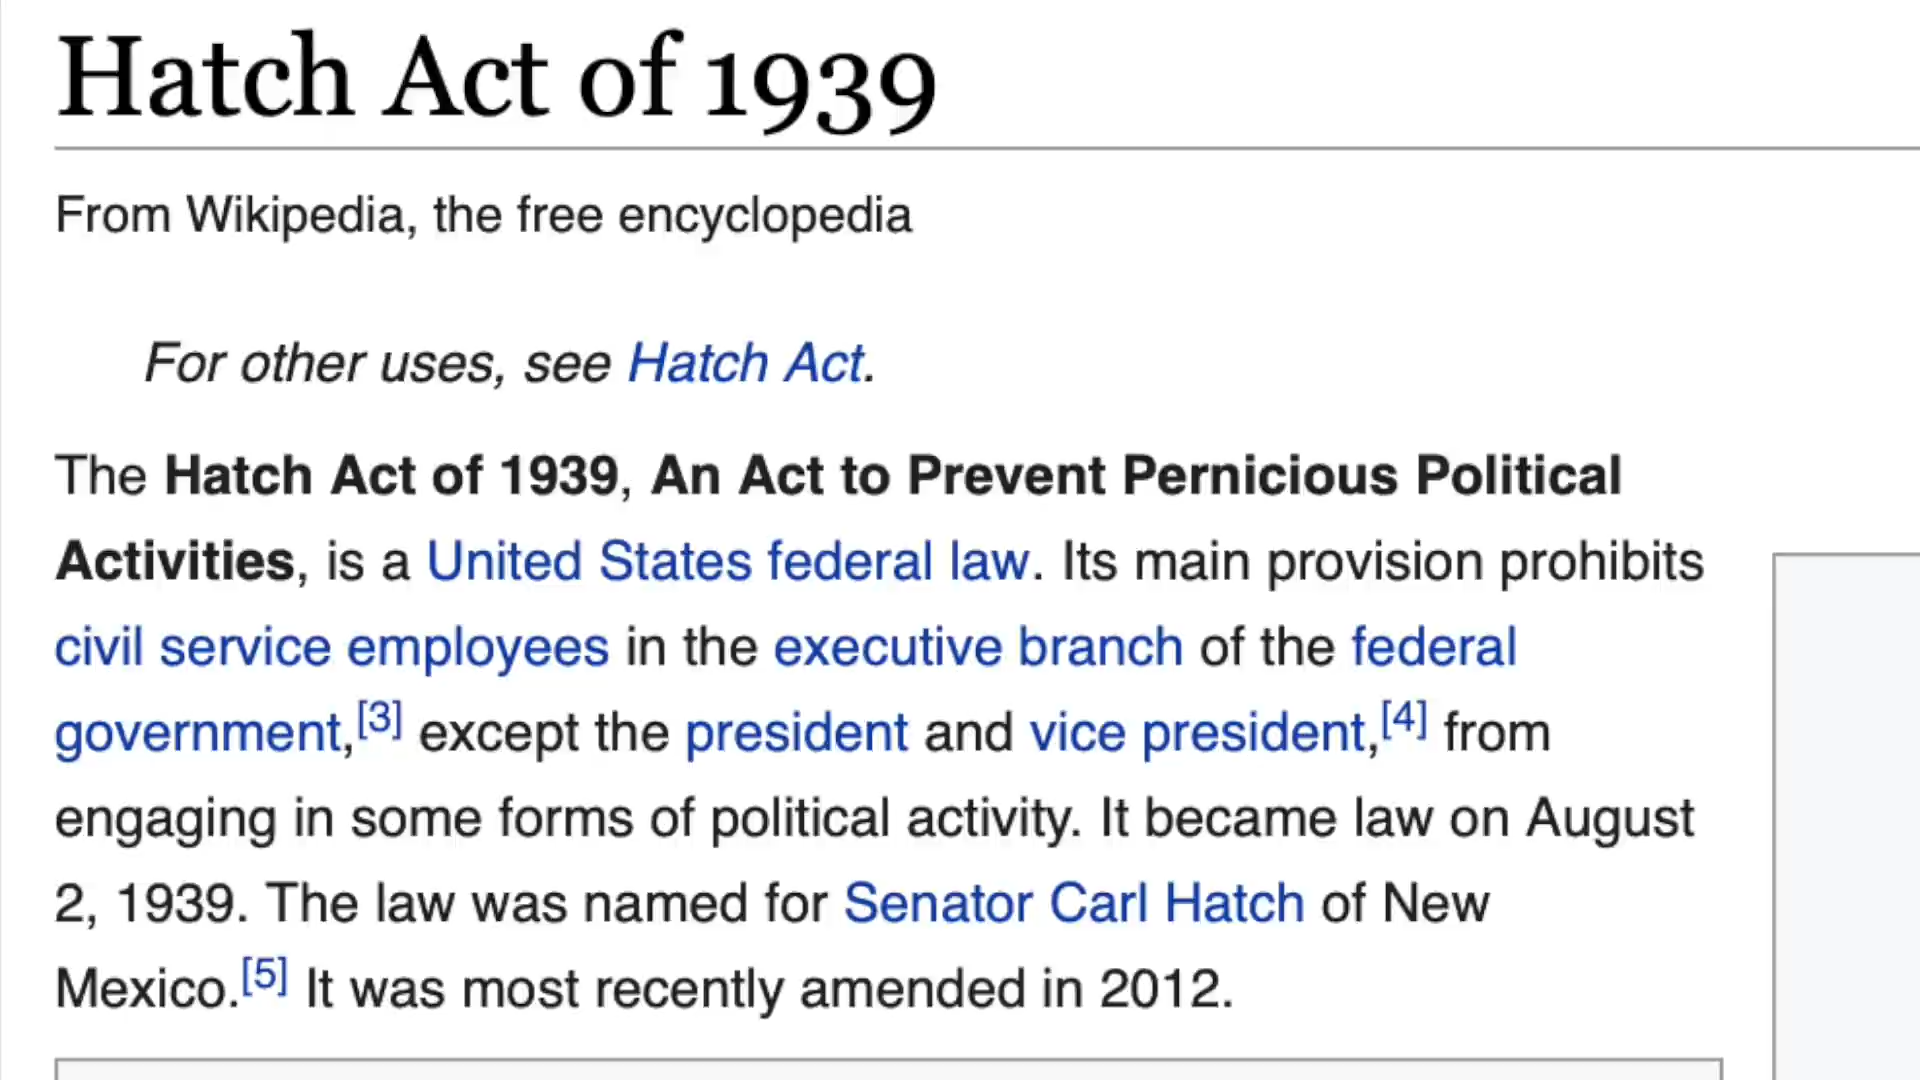 Hatch Act of 1939
From Wikipedia, the free encyclopedia
For other uses, see Hatch Act.
The Hatch Act of 1939, An Act to Prevent Pernicious Political
Activities, is a United States federal law. Its main provision prohibits
civil service employees in the executive branch of the federal
government,[3] except the president and vice president,[4] from
engaging in some forms of political activity. It became law on August
2, 1939. The law was named for Senator Carl Hatch of New
Mexico.[5] It was most recently amended in 2012.